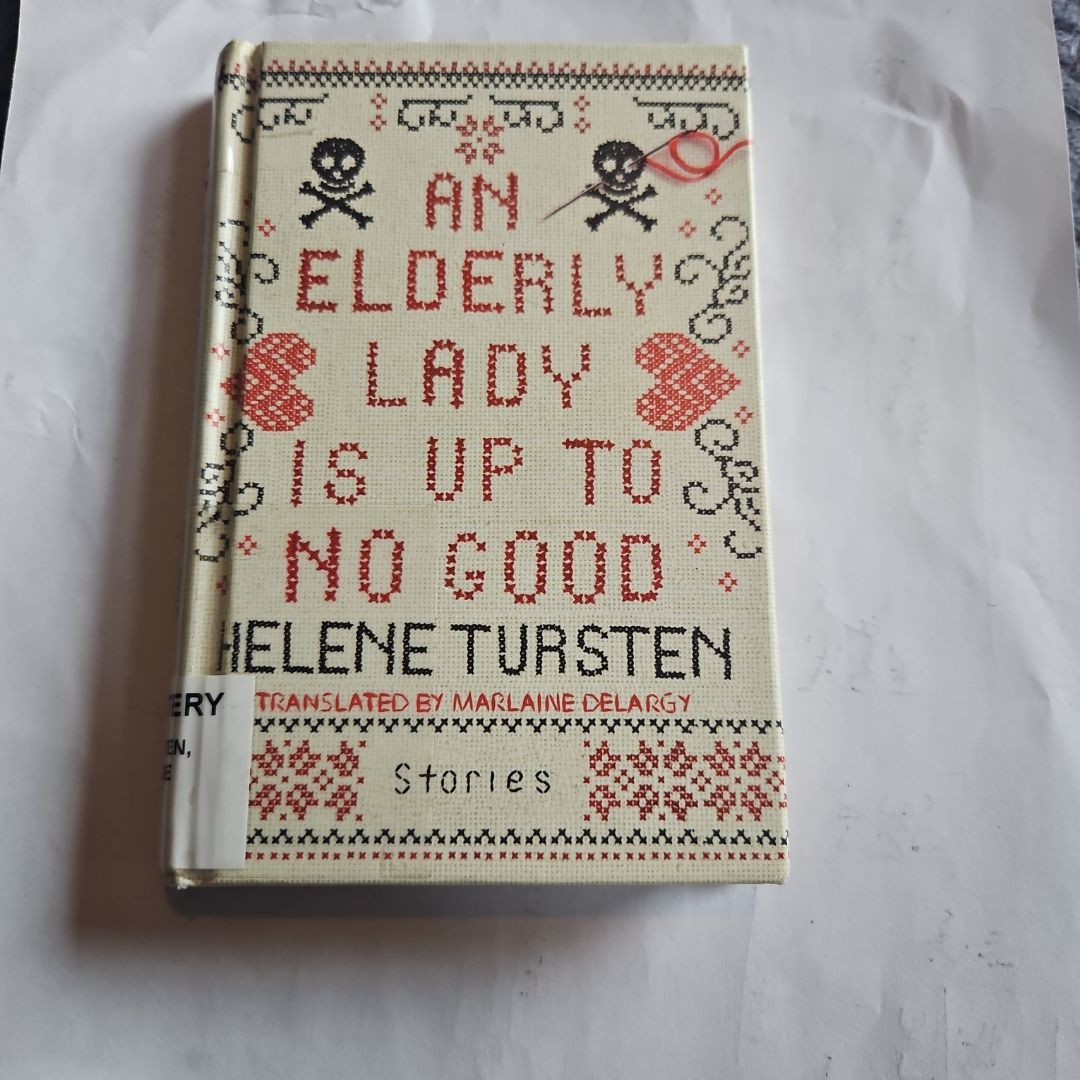 AN
ELDERLY
LADY
IS UP TO
NO GOOD
HELENE TURSTEN
TRANSLATED BY MARLAINE DELARGY
Stories